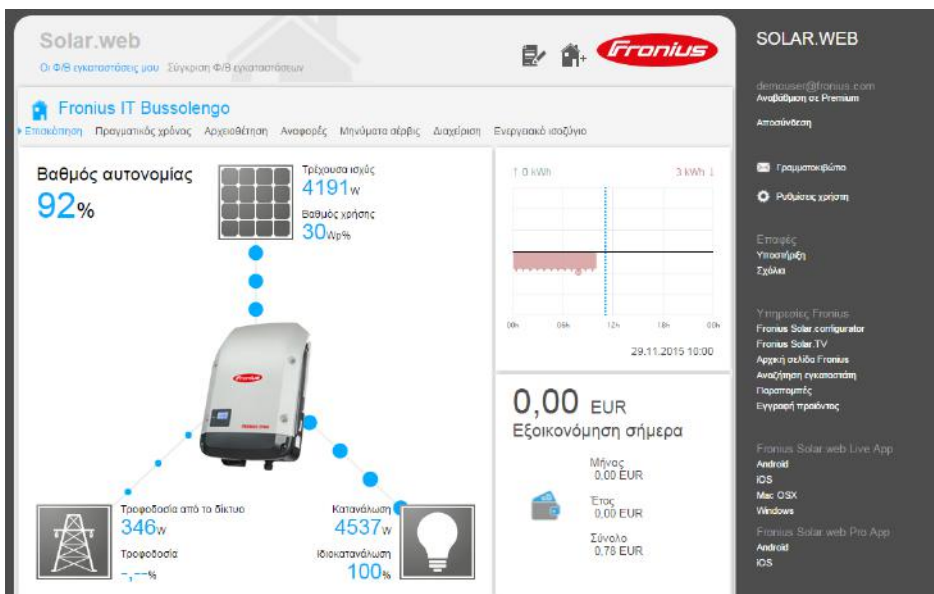 Solar.web
Οι Φ/Β εγκαταστάσεις μου Σύγκριση Φ/Β εγκαταστάσεων
Fronius
Fronius IT Bussolengo
Επισκόπηση Πραγματικός χρόνος Αρχειοθέτηση Αναφορές Μηνύματα σέρβις Διαχείριση Ενεργειακό ισοζύγιο
Βαθμός αυτονομίας
92%
Τρέχουσα ισχύς
4191 W
Βαθμός χρήσης
30 Wp%
Fronius
Τροφοδοσία από το δίκτυο
346 W
Τροφοδοσία
-,--%
Κατανάλωση
4537 W
Ιδιοκατανάλωση
100%
↑ 0 kWh 3 kWh ↓
00h 06h 12h 18h 00h
29.11.2015 10:00
0,00 EUR
Εξοικονόμηση σήμερα
Μήνας
0,00 EUR
Έτος
0,00 EUR
Σύνολο
0,78 EUR
SOLAR.WEB
demouser@fronius.com
Αναβάθμιση σε Premium
Αποσύνδεση
Γραμματοκιβώτιο
Ρυθμίσεις χρήστη
Επαφές
Υποστήριξη
Σχόλια
Υπηρεσίες Fronius
Fronius Solar.configurator
Fronius Solar.TV
Αρχική σελίδα Fronius
Αναζήτηση εγκαταστάτη
Παραπομπές
Εγγραφή προϊόντος
Fronius Solar.web Live App
Android
iOS
Mac OSX
Windows
Fronius Solar.web Pro App
Android
iOS